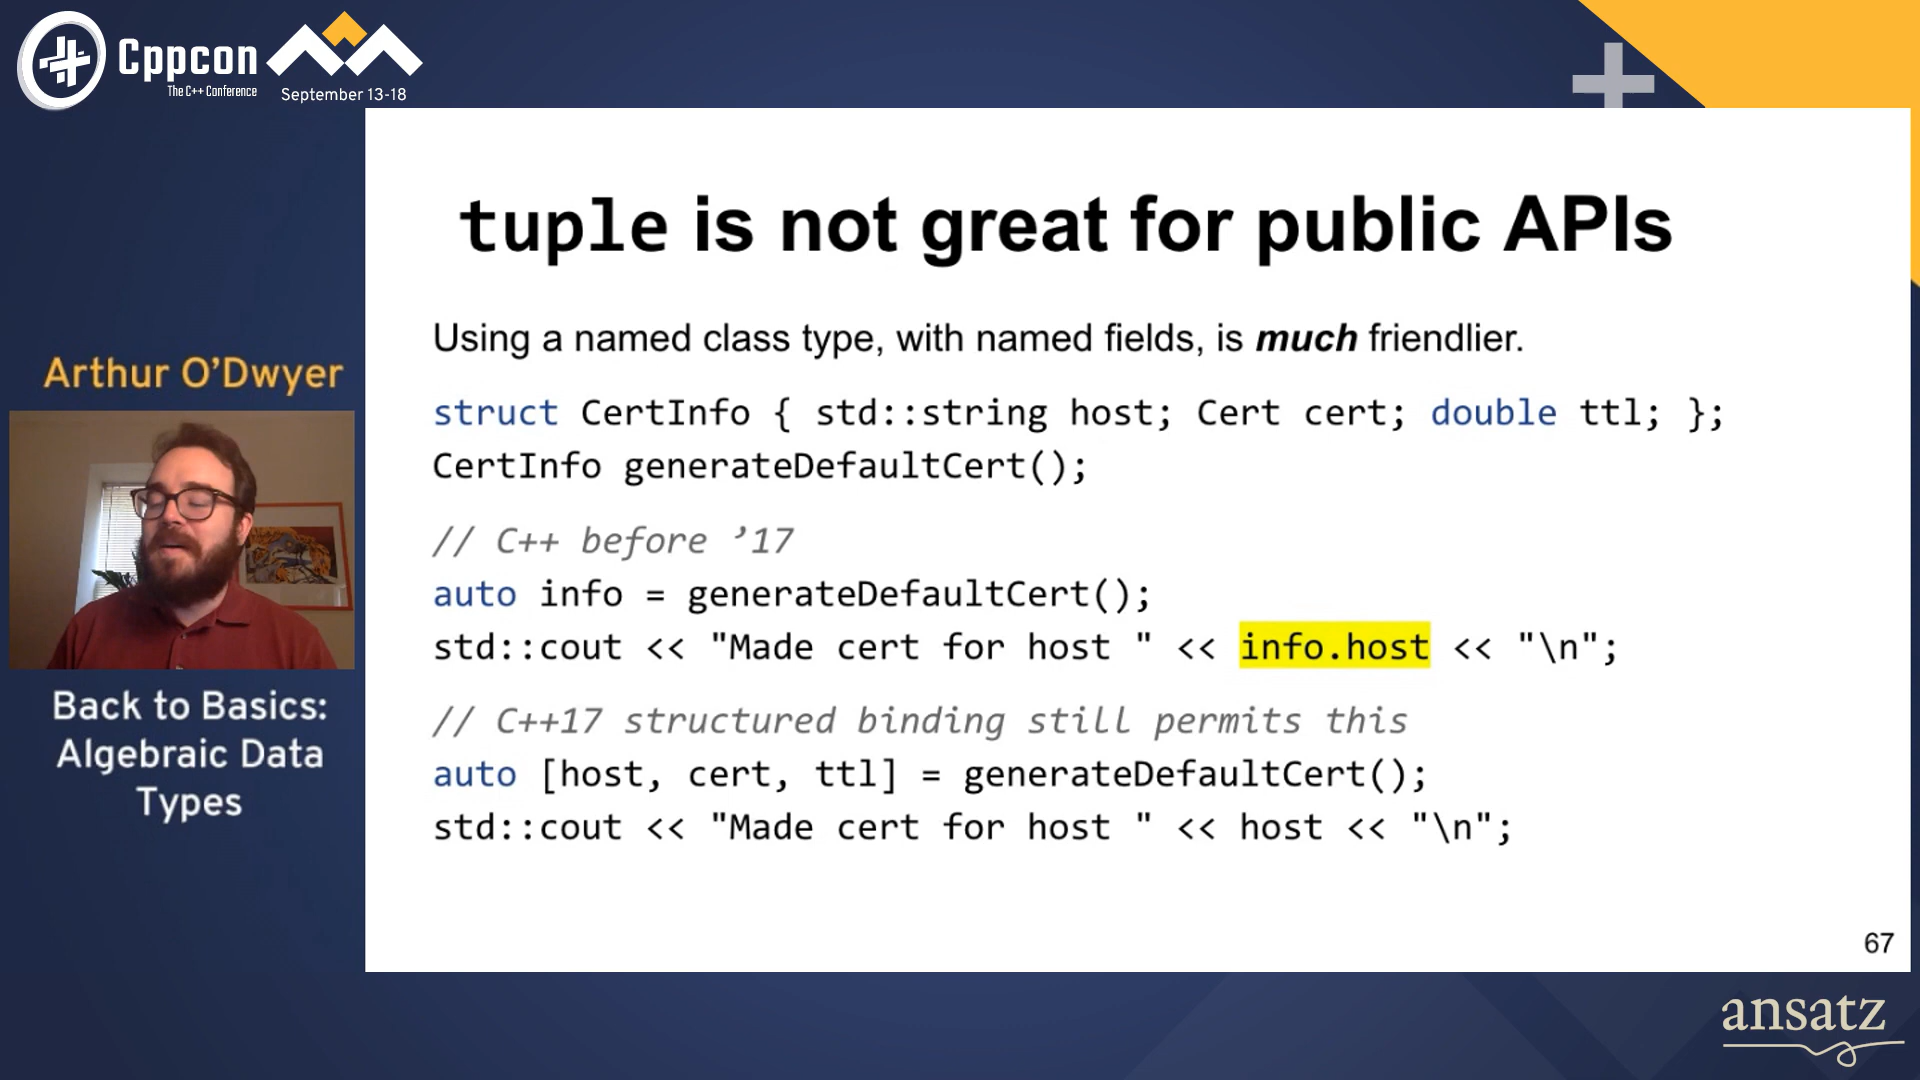 Cppcon
The C++ Conference
September 13-18
tuple is not great for public APIs
Using a named class type, with named fields, is much friendlier.
struct CertInfo { std::string host; Cert cert; double ttl; };
CertInfo generateDefaultCert();
// C++ before ’17
auto info = generateDefaultCert();
std::cout << "Made cert for host " << info.host << "\n";
// C++17 structured binding still permits this
auto [host, cert, ttl] = generateDefaultCert();
std::cout << "Made cert for host " << host << "\n";
67
Arthur O’Dwyer
Back to Basics:
Algebraic Data
Types
ansatz